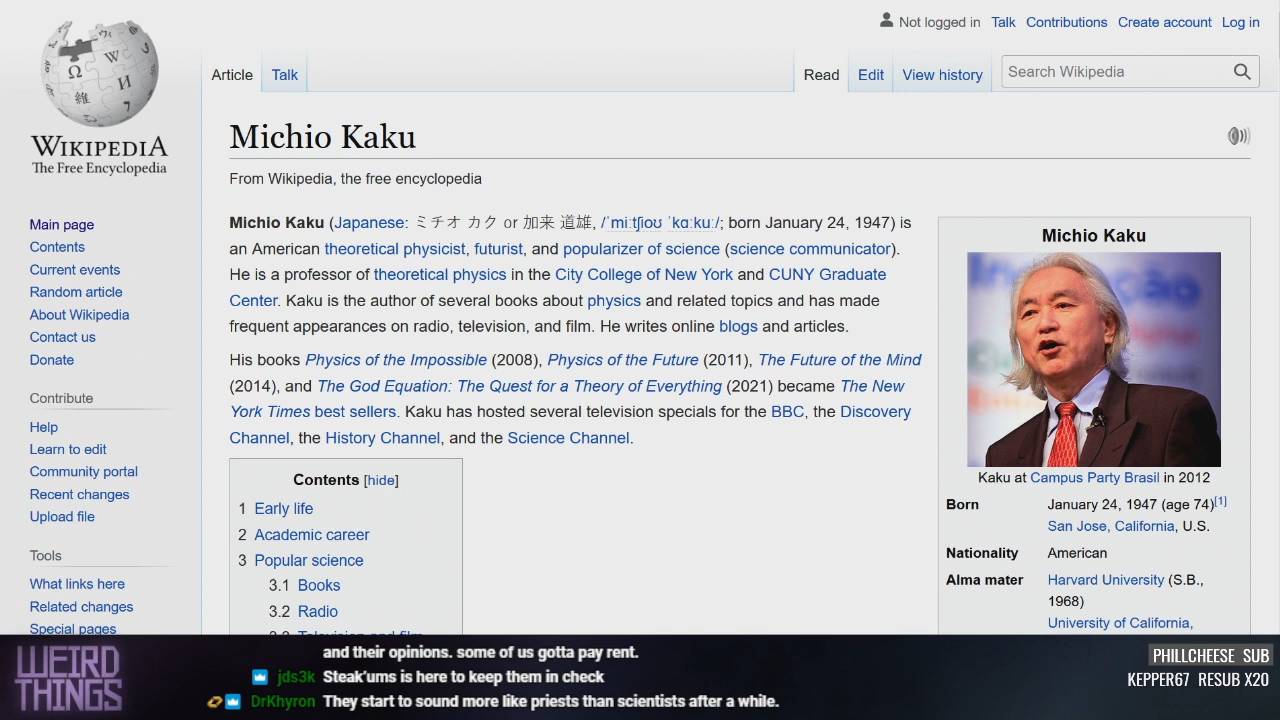 Not logged in Talk Contributions Create account Log in
Article Talk Read Edit View history Search Wikipedia
WIKIPEDIA
The Free Encyclopedia
Michio Kaku
From Wikipedia, the free encyclopedia
Main page
Contents
Current events
Random article
About Wikipedia
Contact us
Donate
Contribute
Help
Learn to edit
Community portal
Recent changes
Upload file
Tools
What links here
Related changes
Special pages
Michio Kaku (Japanese: ミチオ カク or 加来 道雄, /ˈmiːtʃioʊ ˈkɑːkuː/; born January 24, 1947) is
an American theoretical physicist, futurist, and popularizer of science (science communicator).
He is a professor of theoretical physics in the City College of New York and CUNY Graduate
Center. Kaku is the author of several books about physics and related topics and has made
frequent appearances on radio, television, and film. He writes online blogs and articles.
His books Physics of the Impossible (2008), Physics of the Future (2011), The Future of the Mind
(2014), and The God Equation: The Quest for a Theory of Everything (2021) became The New
York Times best sellers. Kaku has hosted several television specials for the BBC, the Discovery
Channel, the History Channel, and the Science Channel.
Contents [hide]
1 Early life
2 Academic career
3 Popular science
3.1 Books
3.2 Radio
3.3 Television and film
Michio Kaku
Kaku at Campus Party Brasil in 2012
Born January 24, 1947 (age 74)[1]
San Jose, California, U.S.
Nationality American
Alma mater Harvard University (S.B.,
1968)
University of California,
WEIRD
THINGS
and their opinions. some of us gotta pay rent.
jds3k Steak'ums is here to keep them in check
DrKhyron They start to sound more like priests than scientists after a while.
PHILLCHEESE SUB
KEPPER67 RESUB X20